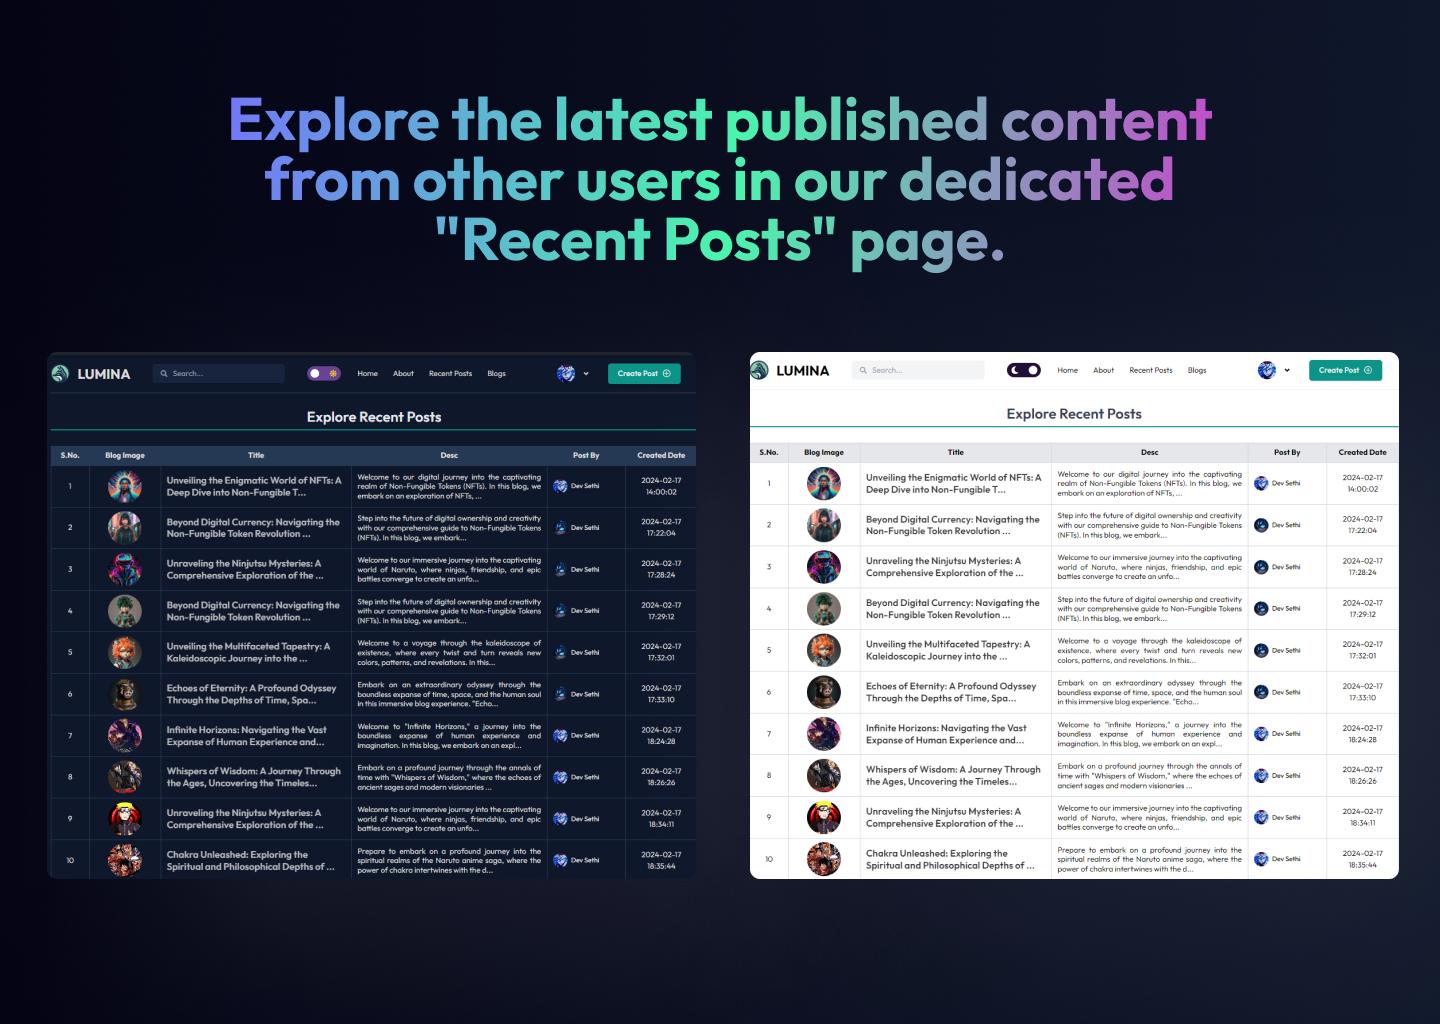 Explore the latest published content
from other users in our dedicated
"Recent Posts" page.
LUMINA
Search...
Home
About
Recent Posts
Blogs
Create Post
Explore Recent Posts
S.No.
Blog Image
Title
Desc
Post By
Created Date
1
Unveiling the Enigmatic World of NFTs: A
Deep Dive into Non-Fungible T...
Welcome to our digital journey into the captivating
realm of Non-Fungible Tokens (NFTs). In this blog, we
embark on an exploration of NFTs, ...
Dev Sethi
2024-02-17
14:00:02
2
Beyond Digital Currency: Navigating the
Non-Fungible Token Revolution ...
Step into the future of digital ownership and creativity
with our comprehensive guide to Non-Fungible Tokens
(NFTs). In this blog, we embark...
Dev Sethi
2024-02-17
17:22:04
3
Unraveling the Ninjutsu Mysteries: A
Comprehensive Exploration of the ...
Welcome to our immersive journey into the captivating
world of Naruto, where ninjas, friendship, and epic
battles converge to create an unfo...
Dev Sethi
2024-02-17
17:28:24
4
Beyond Digital Currency: Navigating the
Non-Fungible Token Revolution ...
Step into the future of digital ownership and creativity
with our comprehensive guide to Non-Fungible Tokens
(NFTs). In this blog, we embark...
Dev Sethi
2024-02-17
17:29:12
5
Unveiling the Multifaceted Tapestry: A
Kaleidoscopic Journey into the ...
Welcome to a voyage through the kaleidoscope of
existence, where every twist and turn reveals new
colors, patterns, and revelations. In this...
Dev Sethi
2024-02-17
17:32:01
6
Echoes of Eternity: A Profound Odyssey
Through the Depths of Time, Spa...
Embark on an extraordinary odyssey through the
boundless expanse of time, space, and the human soul
in this immersive blog experience. "Echo...
Dev Sethi
2024-02-17
17:33:10
7
Infinite Horizons: Navigating the Vast
Expanse of Human Experience and...
Welcome to "Infinite Horizons," a journey into the
boundless expanse of human experience and
imagination. In this blog, we embark on an expl...
Dev Sethi
2024-02-17
18:24:28
8
Whispers of Wisdom: A Journey Through
the Ages, Uncovering the Timeles...
Embark on a profound journey through the annals of
time with "Whispers of Wisdom," where the echoes of
ancient sages and modern visionaries ...
Dev Sethi
2024-02-17
18:26:26
9
Unraveling the Ninjutsu Mysteries: A
Comprehensive Exploration of the ...
Welcome to our immersive journey into the captivating
world of Naruto, where ninjas, friendship, and epic
battles converge to create an unfo...
Dev Sethi
2024-02-17
18:34:11
10
Chakra Unleashed: Exploring the
Spiritual and Philosophical Depths of ...
Prepare to embark on a profound journey into the
spiritual realms of the Naruto anime saga, where the
power of chakra intertwines with the d...
Dev Sethi
2024-02-17
18:35:44
LUMINA
Search...
Home
About
Recent Posts
Blogs
Create Post
Explore Recent Posts
S.No.
Blog Image
Title
Desc
Post By
Created Date
1
Unveiling the Enigmatic World of NFTs: A
Deep Dive into Non-Fungible T...
Welcome to our digital journey into the captivating
realm of Non-Fungible Tokens (NFTs). In this blog, we
embark on an exploration of NFTs, ...
Dev Sethi
2024-02-17
14:00:02
2
Beyond Digital Currency: Navigating the
Non-Fungible Token Revolution ...
Step into the future of digital ownership and creativity
with our comprehensive guide to Non-Fungible Tokens
(NFTs). In this blog, we embark...
Dev Sethi
2024-02-17
17:22:04
3
Unraveling the Ninjutsu Mysteries: A
Comprehensive Exploration of the ...
Welcome to our immersive journey into the captivating
world of Naruto, where ninjas, friendship, and epic
battles converge to create an unfo...
Dev Sethi
2024-02-17
17:28:24
4
Beyond Digital Currency: Navigating the
Non-Fungible Token Revolution ...
Step into the future of digital ownership and creativity
with our comprehensive guide to Non-Fungible Tokens
(NFTs). In this blog, we embark...
Dev Sethi
2024-02-17
17:29:12
5
Unveiling the Multifaceted Tapestry: A
Kaleidoscopic Journey into the ...
Welcome to a voyage through the kaleidoscope of
existence, where every twist and turn reveals new
colors, patterns, and revelations. In this...
Dev Sethi
2024-02-17
17:32:01
6
Echoes of Eternity: A Profound Odyssey
Through the Depths of Time, Spa...
Embark on an extraordinary odyssey through the
boundless expanse of time, space, and the human soul
in this immersive blog experience. "Echo...
Dev Sethi
2024-02-17
17:33:10
7
Infinite Horizons: Navigating the Vast
Expanse of Human Experience and...
Welcome to "Infinite Horizons," a journey into the
boundless expanse of human experience and
imagination. In this blog, we embark on an expl...
Dev Sethi
2024-02-17
18:24:28
8
Whispers of Wisdom: A Journey Through
the Ages, Uncovering the Timeles...
Embark on a profound journey through the annals of
time with "Whispers of Wisdom," where the echoes of
ancient sages and modern visionaries ...
Dev Sethi
2024-02-17
18:26:26
9
Unraveling the Ninjutsu Mysteries: A
Comprehensive Exploration of the ...
Welcome to our immersive journey into the captivating
world of Naruto, where ninjas, friendship, and epic
battles converge to create an unfo...
Dev Sethi
2024-02-17
18:34:11
10
Chakra Unleashed: Exploring the
Spiritual and Philosophical Depths of ...
Prepare to embark on a profound journey into the
spiritual realms of the Naruto anime saga, where the
power of chakra intertwines with the d...
Dev Sethi
2024-02-17
18:35:44